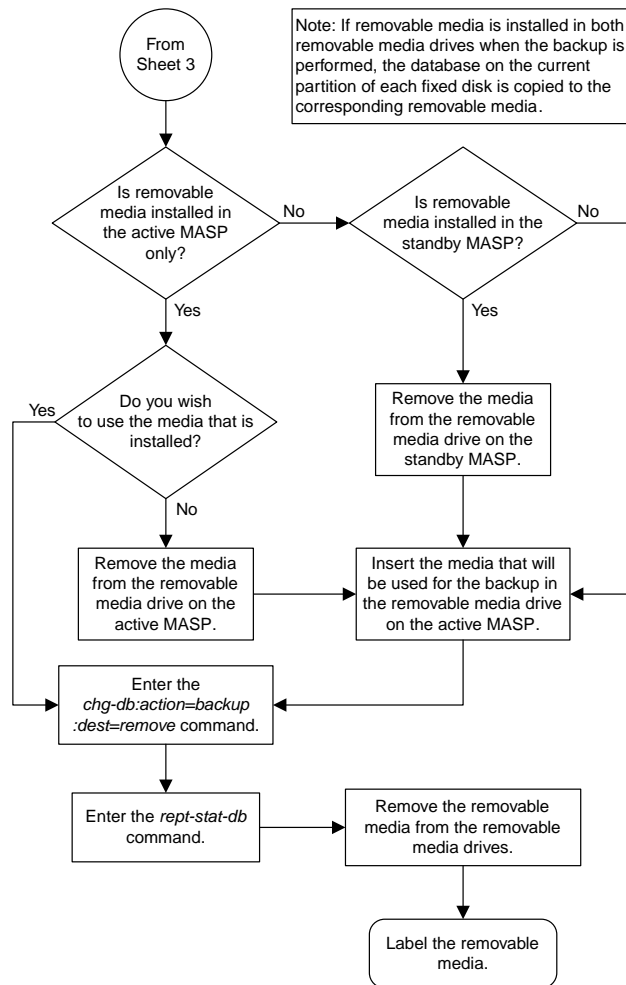 From
Sheet 3
Note: If removable media is installed in both
removable media drives when the backup is
performed, the database on the current
partition of each fixed disk is copied to the
corresponding removable media.
Is removable
media installed in
the active MASP
only?
No
Is removable
media installed in the
standby MASP?
No
Yes
Yes
Do you wish
to use the media that is
installed?
Yes
No
Remove the media
from the removable
media drive on the
standby MASP.
Remove the media
from the removable
media drive on the
active MASP.
Insert the media that will
be used for the backup in
the removable media drive
on the active MASP.
Enter the
chg-db:action=backup
:dest=remove command.
Enter the rept-stat-db
command.
Remove the removable
media from the removable
media drives.
Label the removable
media.